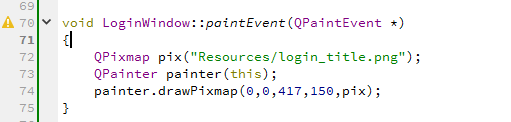 69
70 void LoginWindow::paintEvent(QPaintEvent *)
71 {
72 QPixmap pix("Resources/login_title.png");
73 QPainter painter(this);
74 painter.drawPixmap(0,0,417,150,pix);
75 }